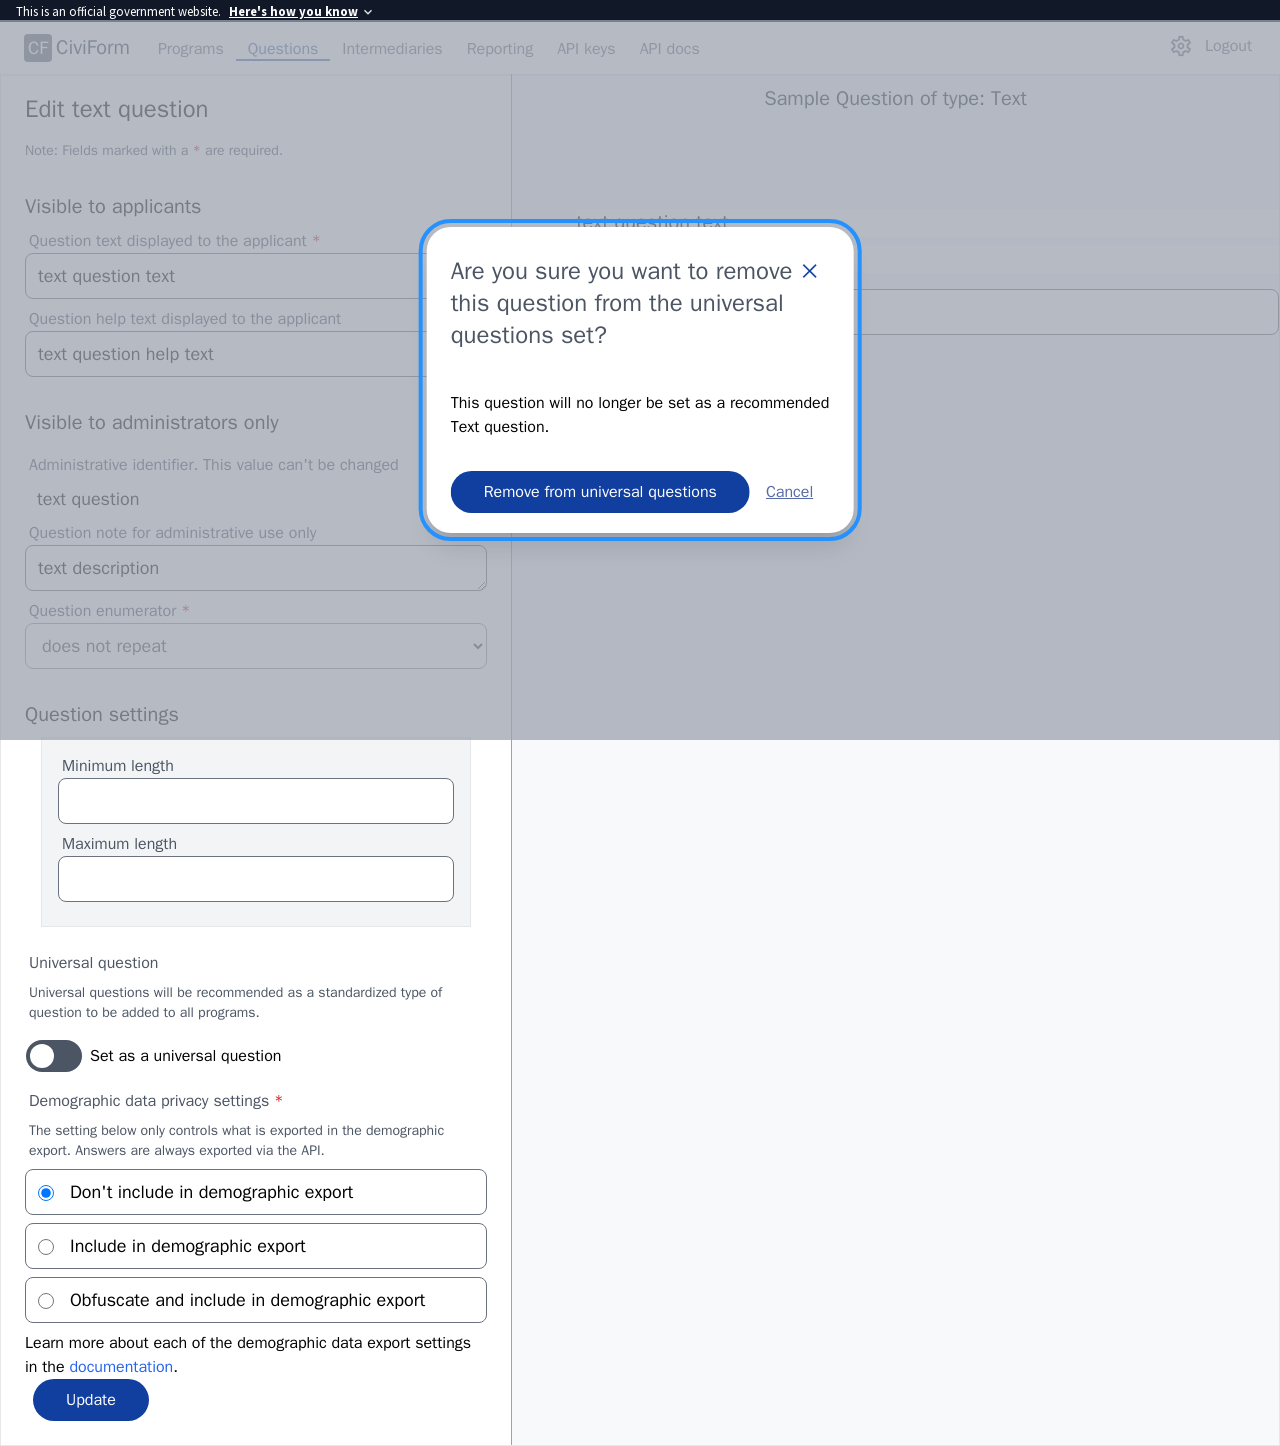 This is an official government website. Here's how you know
CF CiviForm Programs Questions Intermediaries Reporting API keys API docs Logout
Edit text question
Note: Fields marked with a * are required.
Visible to applicants
Question text displayed to the applicant *
text question text
Question help text displayed to the applicant
text question help text
Visible to administrators only
Administrative identifier. This value can't be changed
text question
Question note for administrative use only
text description
Question enumerator *
does not repeat
Question settings
Minimum length
Maximum length
Universal question
Universal questions will be recommended as a standardized type of
question to be added to all programs.
Set as a universal question
Demographic data privacy settings *
The setting below only controls what is exported in the demographic
export. Answers are always exported via the API.
Don't include in demographic export
Include in demographic export
Obfuscate and include in demographic export
Learn more about each of the demographic data export settings
in the documentation.
Update
Sample Question of type: Text
text question text
Are you sure you want to remove
this question from the universal
questions set?
This question will no longer be set as a recommended
Text question.
Remove from universal questions Cancel